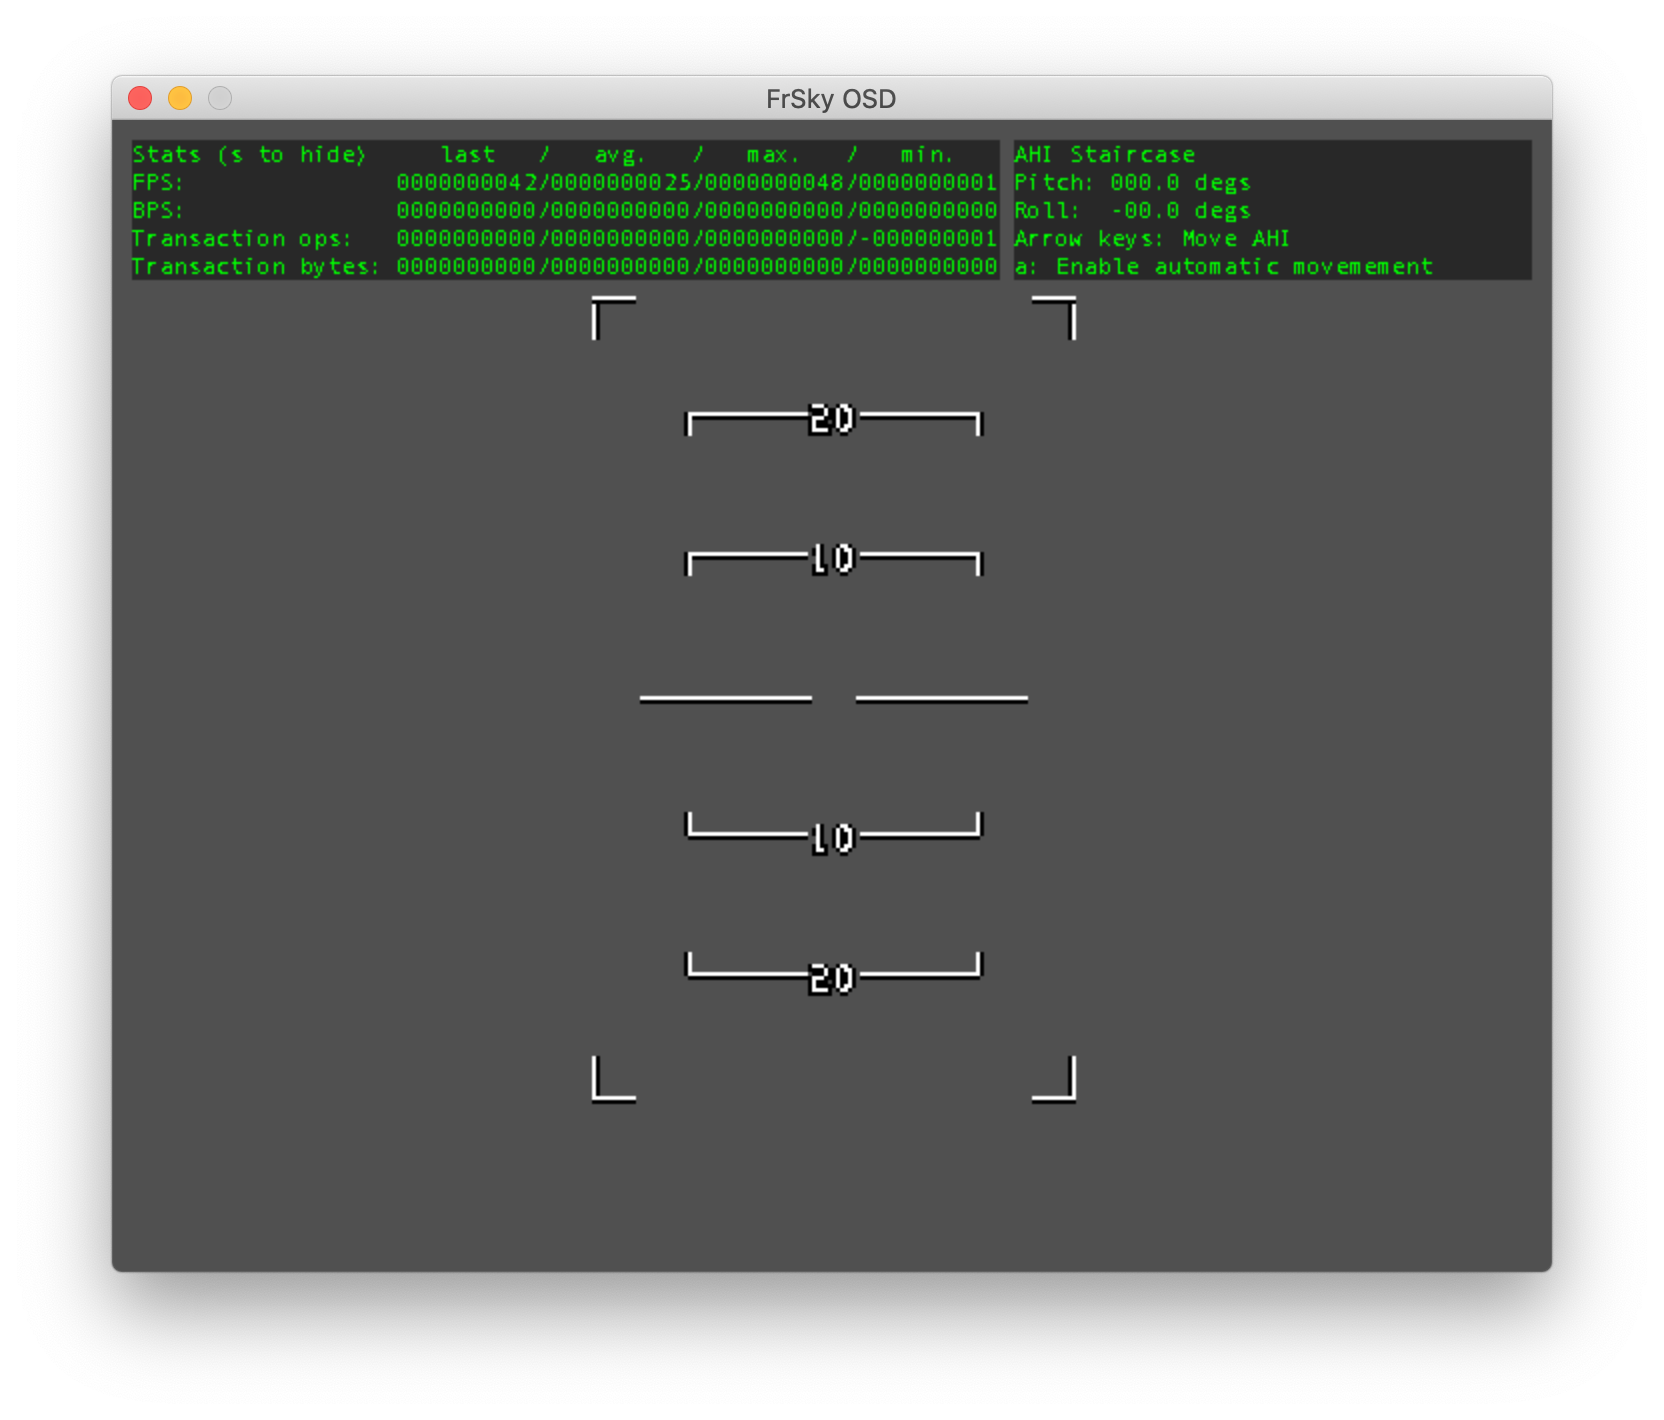 FrSky OSD
Stats (s to hide) last / avg. / max. / min.
FPS: 0000000042/0000000025/0000000048/0000000001
BPS: 0000000000/0000000000/0000000000/0000000000
Transaction ops: 0000000000/0000000000/0000000000/-000000001
Transaction bytes: 0000000000/0000000000/0000000000/0000000000
AHI Staircase
Pitch: 000.0 degs
Roll: -00.0 degs
Arrow keys: Move AHI
a: Enable automatic movemement
20
10
10
20